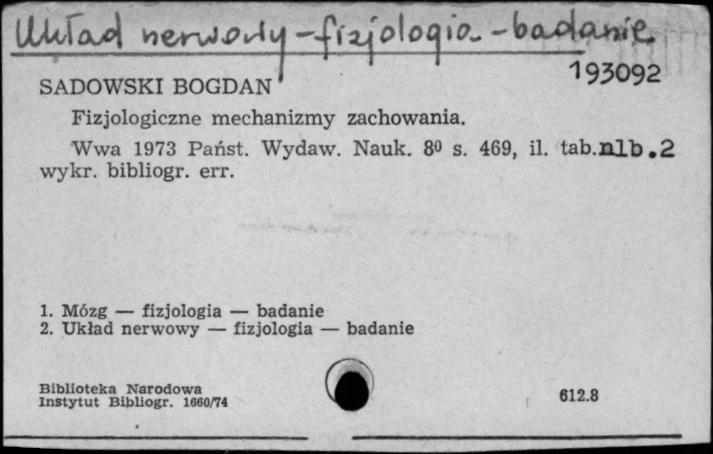 Układ nerwowy - fizjologia - badanie
193092
SADOWSKI BOGDAN
Fizjologiczne mechanizmy zachowania.
Wwa 1973 Państ. Wydaw. Nauk. 8⁰ s. 469, il. tab.nlb.2
wykr. bibliogr. err.
1. Mózg — fizjologia — badanie
2. Układ nerwowy — fizjologia — badanie
Biblioteka Narodowa
Instytut Bibliogr. 1660/74
612.8